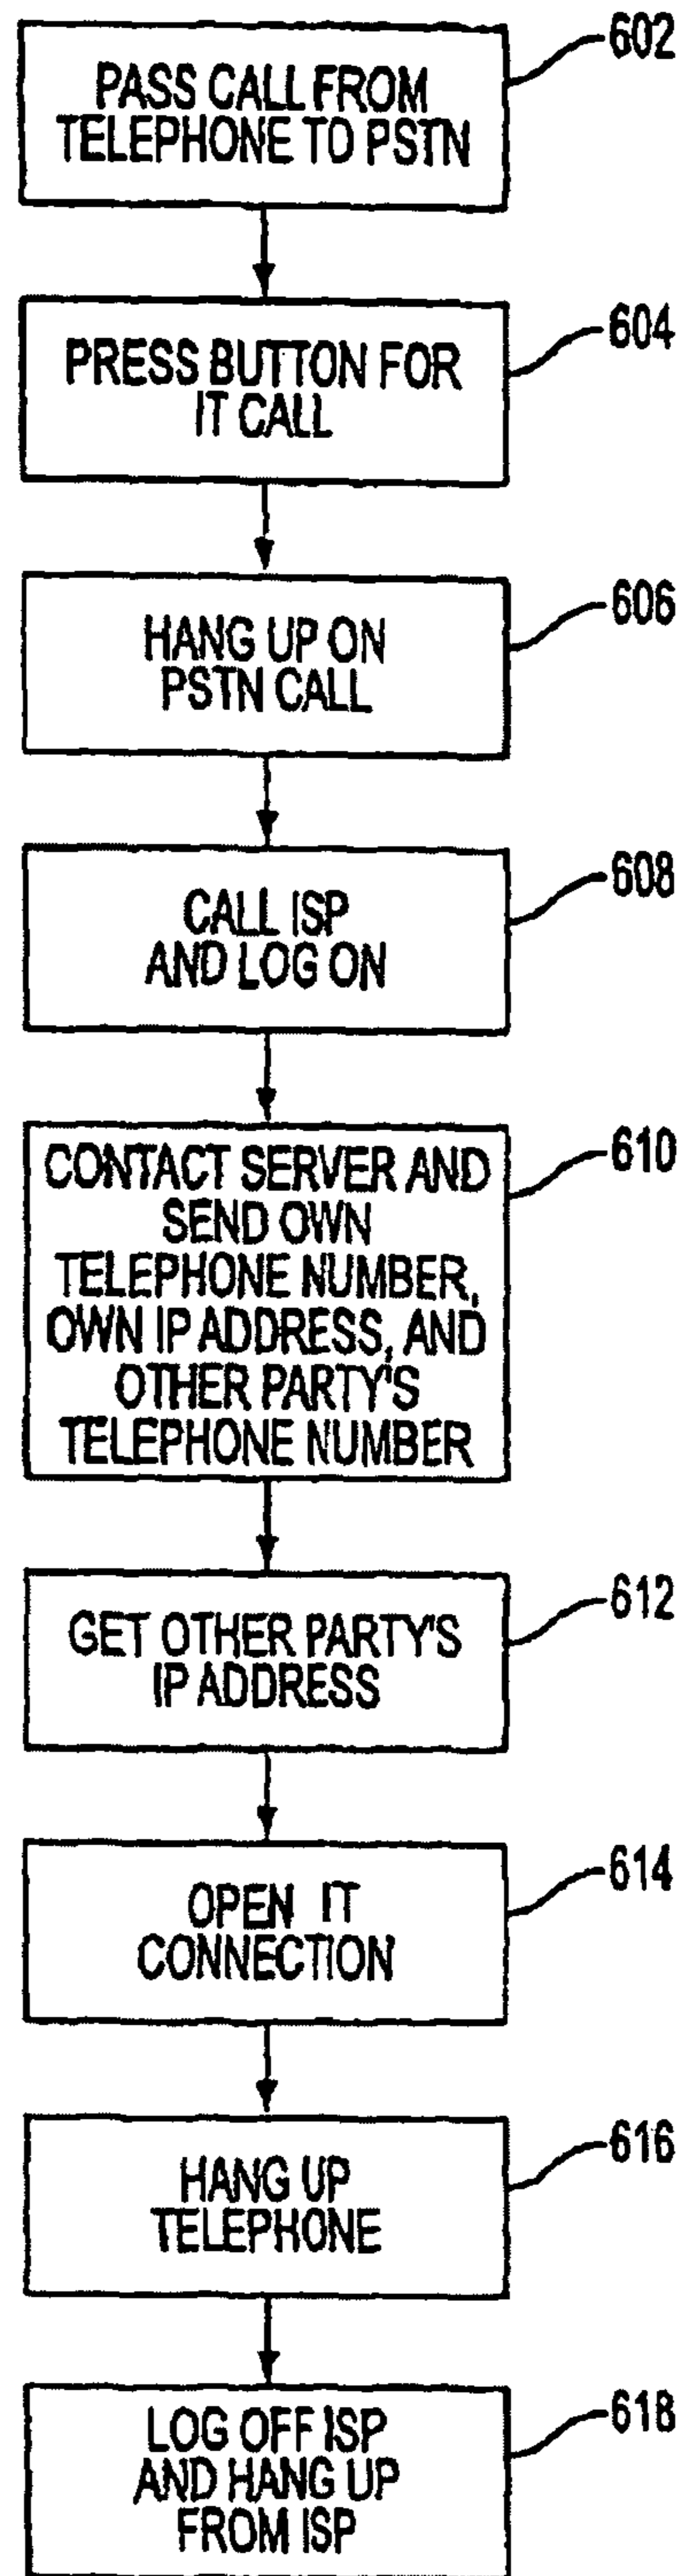 PASS CALL FROM
TELEPHONE TO PSTN
602
PRESS BUTTON FOR
IT CALL
604
HANG UP ON
PSTN CALL
606
CALL ISP
AND LOG ON
608
CONTACT SERVER AND
SEND OWN
TELEPHONE NUMBER,
OWN IP ADDRESS, AND
OTHER PARTY'S
TELEPHONE NUMBER
610
GET OTHER PARTY'S
IP ADDRESS
612
OPEN IT
CONNECTION
614
HANG UP
TELEPHONE
616
LOG OFF ISP
AND HANG UP
FROM ISP
618